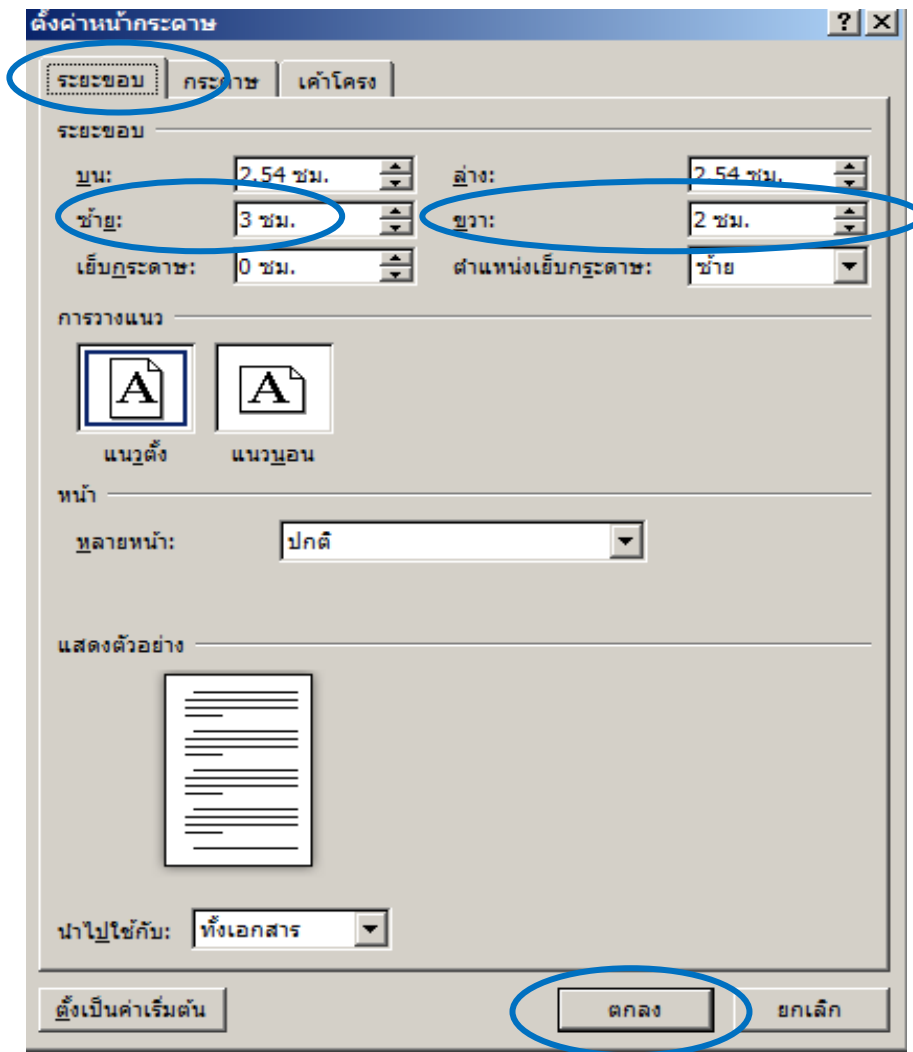 ตั้งค่าหน้ากระดาษ
ระยะขอบ กระดาษ เค้าโครง
ระยะขอบ
บน: 2.54 ซม. ล่าง: 2.54 ซม.
ซ้าย: 3 ซม. ขวา: 2 ซม.
เย็บกระดาษ: 0 ซม. ตำแหน่งเย็บกระดาษ: ซ้าย
การวางแนว
A A
แนวตั้ง แนวนอน
หน้า
หลายหน้า: ปกติ
แสดงตัวอย่าง
นำไปใช้กับ: ทั้งเอกสาร
ตั้งเป็นค่าเริ่มต้น ตกลง ยกเลิก